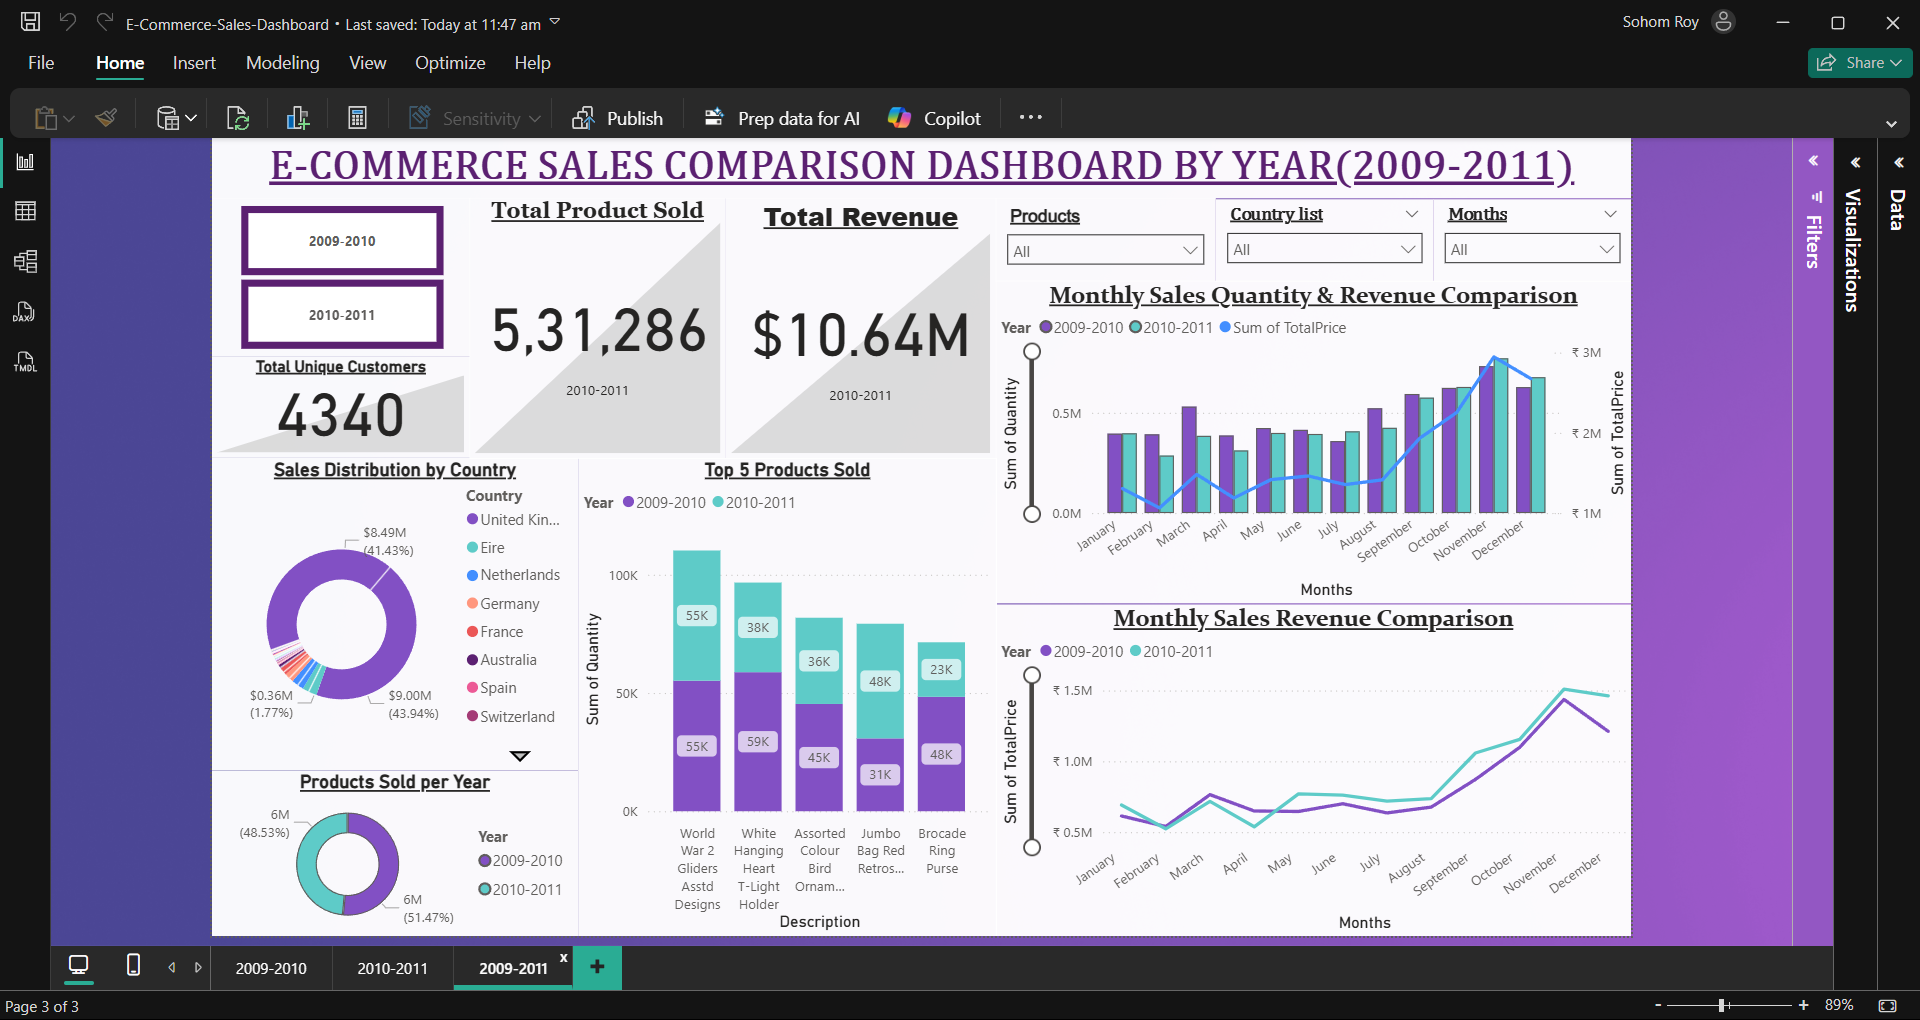 E-Commerce-Sales-Dashboard • Last saved: Today at 11:47 am
Sohom Roy
File Home Insert Modeling View Optimize Help
Share
Sensitivity
Publish
Prep data for AI
Copilot
E-COMMERCE SALES COMPARISON DASHBOARD BY YEAR(2009-2011)
2009-2010
2010-2011
Total Unique Customers
4340
Total Product Sold
5,31,286
2010-2011
Total Revenue
$10.64M
2010-2011
Products
All
Country list
All
Months
All
Monthly Sales Quantity & Revenue Comparison
Year 2009-2010 2010-2011 Sum of TotalPrice
Sum of Quantity
0.5M
0.0M
₹ 3M
₹ 2M
₹ 1M
Sum of TotalPrice
January February March April May June July August September October November December
Months
Sales Distribution by Country
$8.49M
(41.43%)
$0.36M
(1.77%)
$9.00M
(43.94%)
Country
United Kin...
Eire
Netherlands
Germany
France
Australia
Spain
Switzerland
Top 5 Products Sold
Year 2009-2010 2010-2011
Sum of Quantity
100K
50K
0K
55K
55K
38K
59K
36K
45K
48K
31K
23K
48K
World War 2 Gliders Asstd Designs
White Hanging Heart T-Light Holder
Assorted Colour Bird Ornam...
Jumbo Bag Red Retros...
Brocade Ring Purse
Description
Products Sold per Year
6M
(48.53%)
6M
(51.47%)
Year
2009-2010
2010-2011
Monthly Sales Revenue Comparison
Year 2009-2010 2010-2011
Sum of TotalPrice
₹ 1.5M
₹ 1.0M
₹ 0.5M
January February March April May June July August September October November December
Months
Filters
Visualizations
Data
DAX
TMDL
2009-2010
2010-2011
2009-2011
x
+
Page 3 of 3
- + 89%